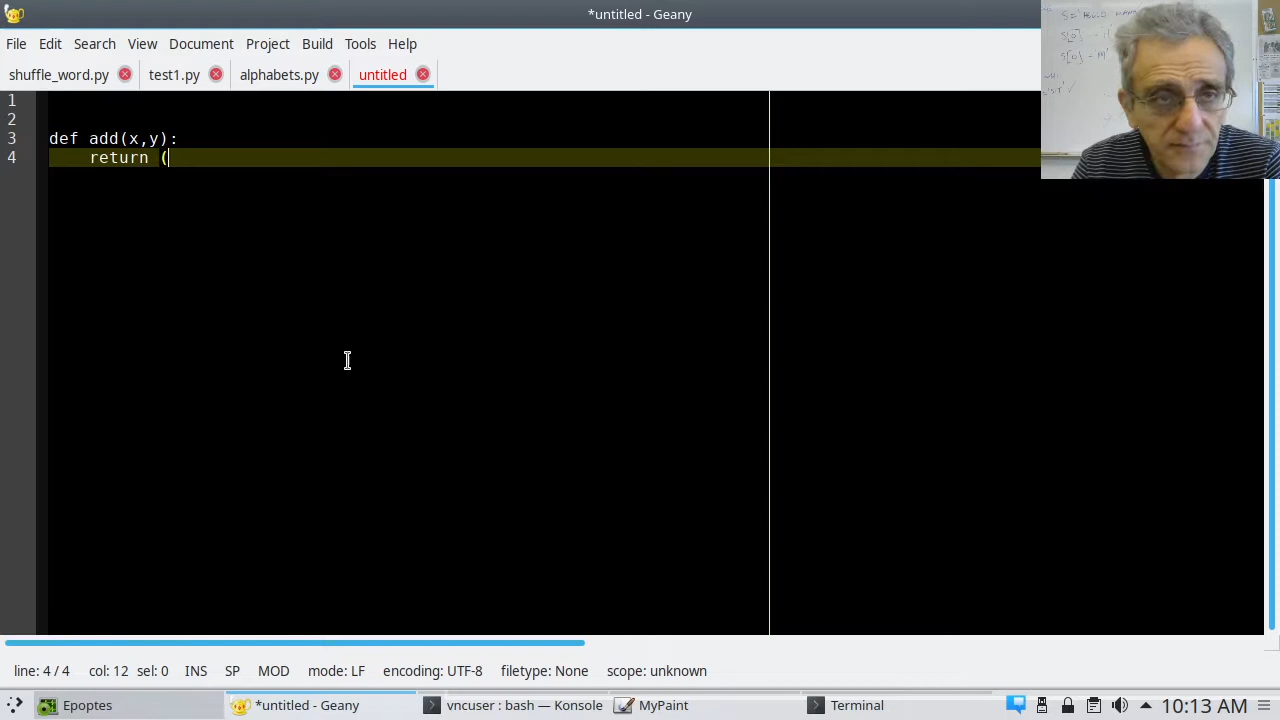 *untitled - Geany
File Edit Search View Document Project Build Tools Help
shuffle_word.py test1.py alphabets.py untitled
1
2
3 def add(x,y):
4 return (
line: 4 / 4 col: 12 sel: 0 INS SP MOD mode: LF encoding: UTF-8 filetype: None scope: unknown
Epoptes *untitled - Geany vncuser : bash — Konsole MyPaint Terminal 10:13 AM